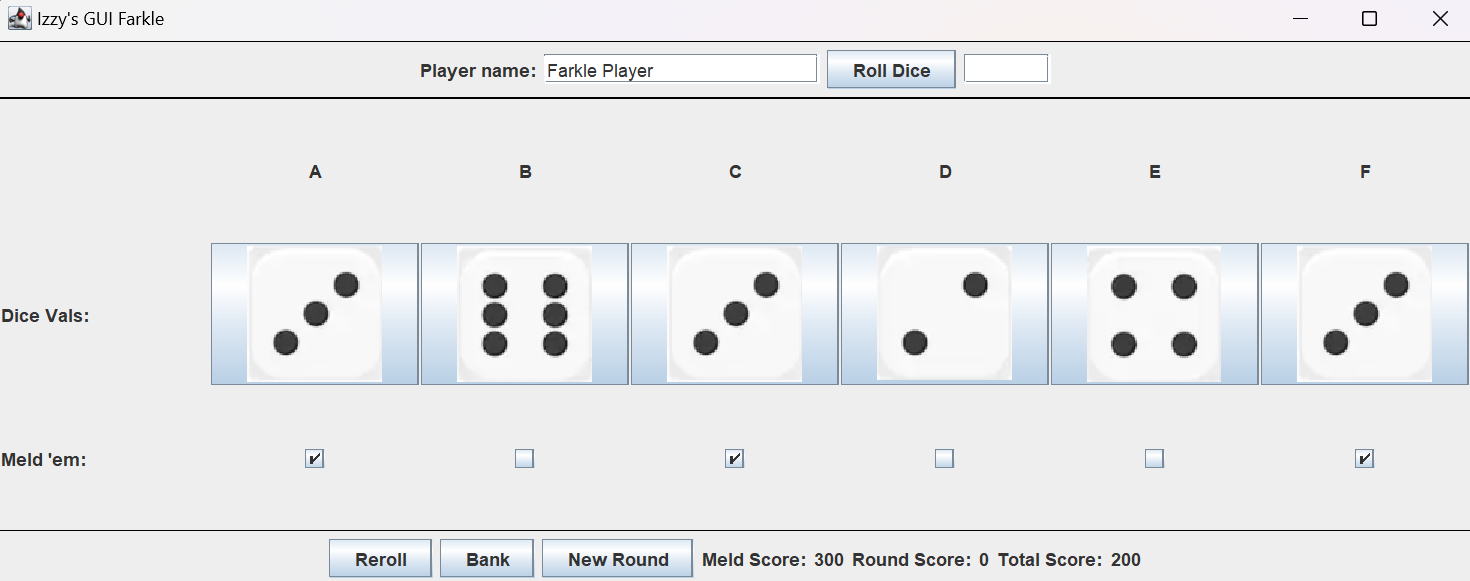 Izzy's GUI Farkle
Player name: Farkle Player Roll Dice
A B C D E F
Dice Vals:
Meld 'em:
Reroll Bank New Round Meld Score: 300 Round Score: 0 Total Score: 200